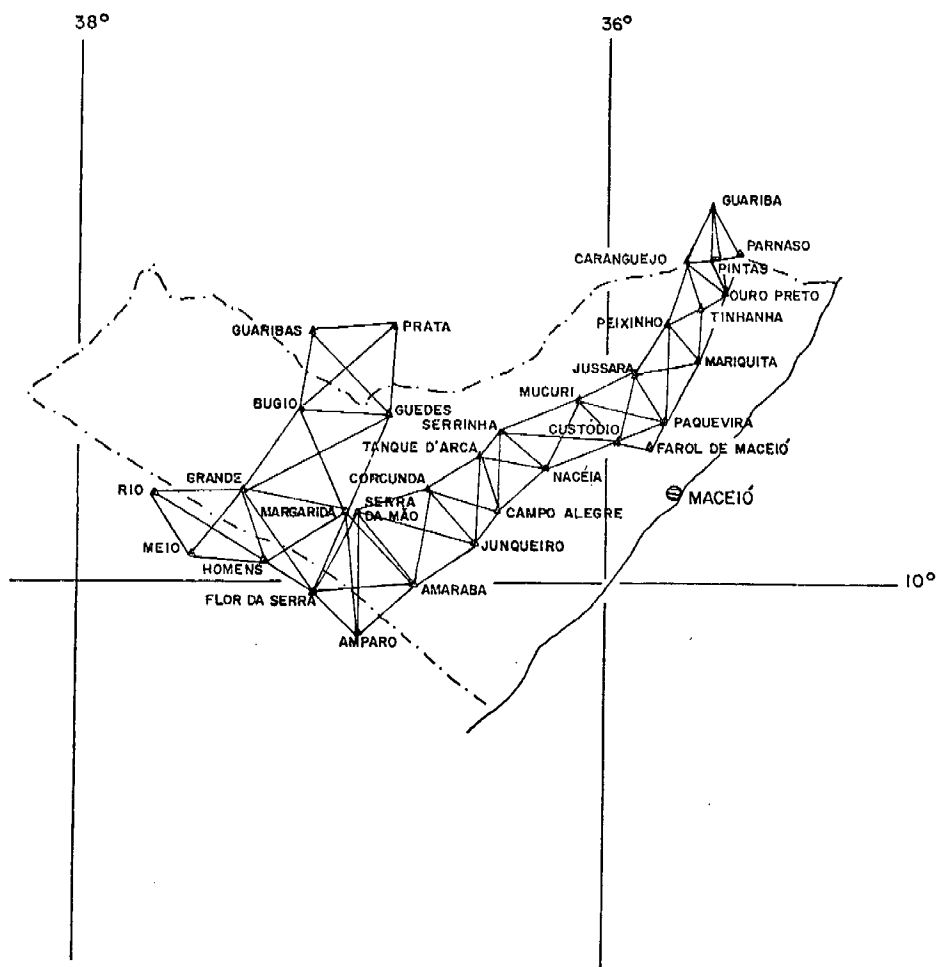 38°
36°
GUARIBA
PARNASO
CARANGUEJO
PINTAS
OURO PRETO
TINHANHA
PEIXINHO
GUARIBAS
PRATA
MARIQUITA
JUSSARA
MUCURI
BUGIO
GUEDES
SERRINHA
CUSTÓDIO
PAQUEVIRA
TANQUE D'ARCA
FAROL DE MACEIÓ
NACÉIA
RIO
GRANDE
CORCUNDA
MACEIÓ
MARGARIDA
SERRA
DA MÃO
CAMPO ALEGRE
MEIO
JUNQUEIRO
HOMENS
10°
FLOR DA SERRA
AMARABA
AMPARO